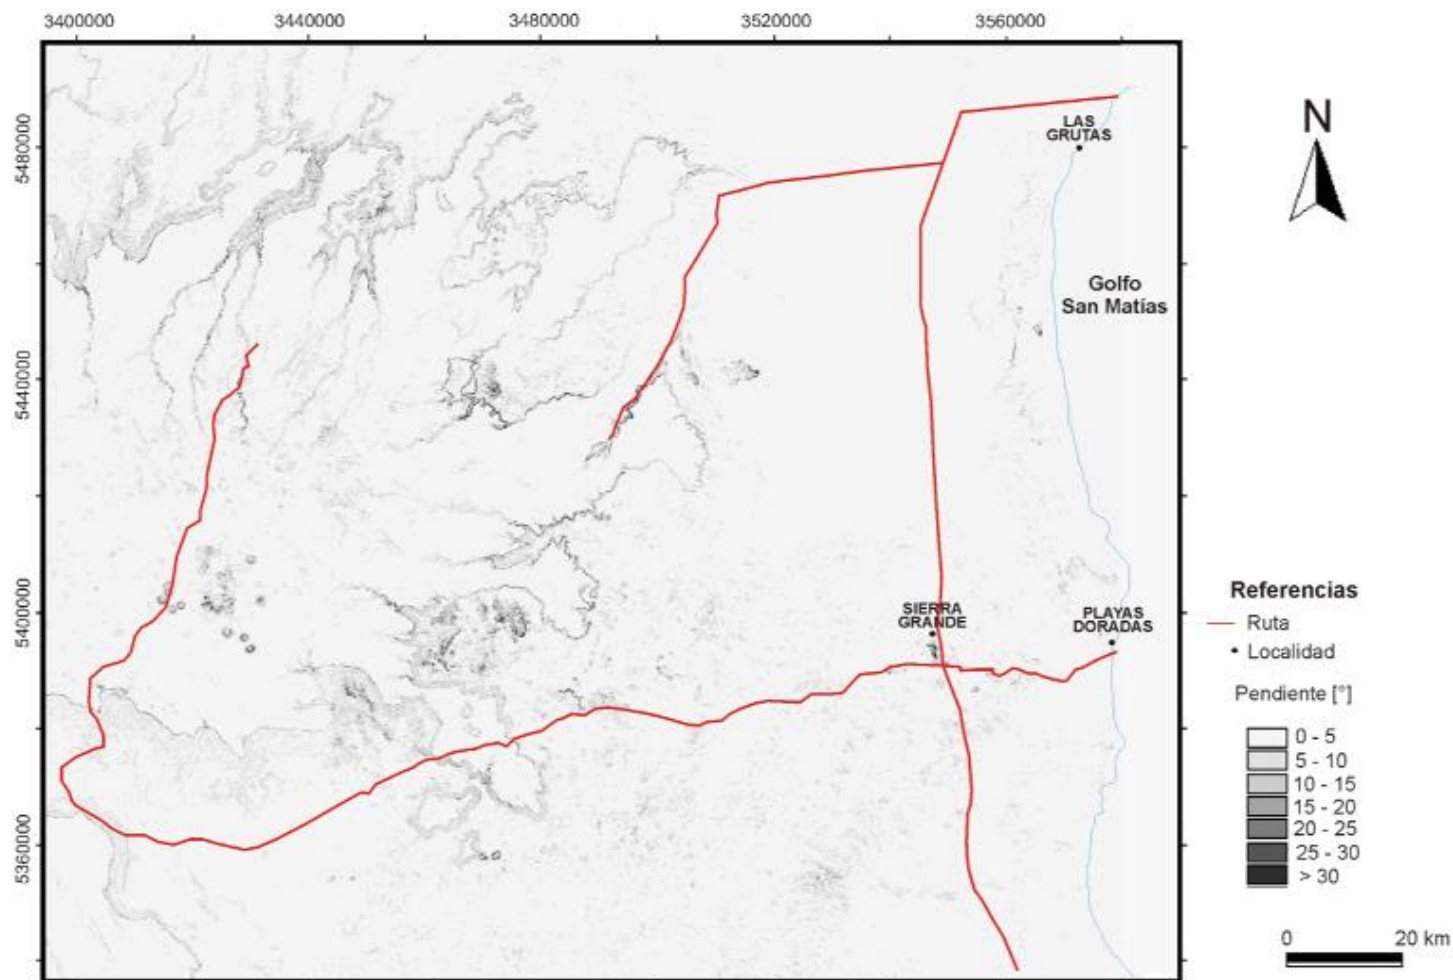 3400000
3440000
3480000
3520000
3560000
5480000
5440000
5400000
5360000
LAS
GRUTAS
Golfo
San Matías
SIERRA
GRANDE
PLAYAS
DORADAS
N
Referencias
Ruta
Localidad
Pendiente [°]
0 - 5
5 - 10
10 - 15
15 - 20
20 - 25
25 - 30
> 30
0 20 km